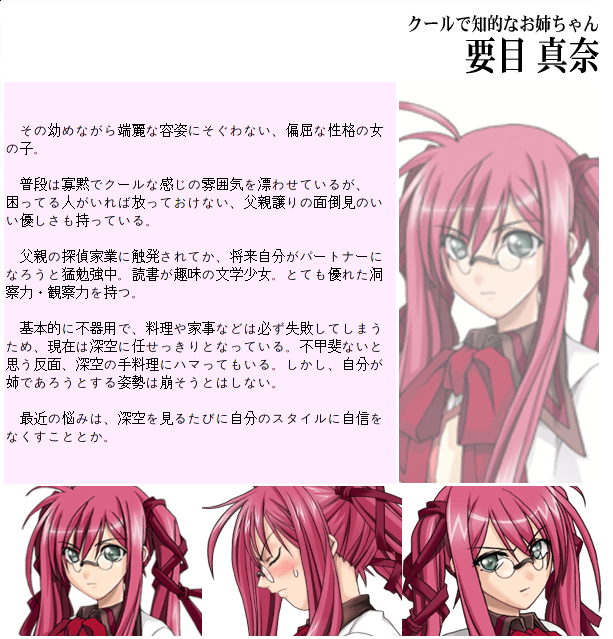 クールで知的なお姉ちゃん
要目 真奈
その幼めながら端麗な容姿にそぐわない、偏屈な性格の女
の子。
普段は寡黙でクールな感じの雰囲気を漂わせているが、
困ってる人がいれば放っておけない、父親譲りの面倒見のい
い優しさも持っている。
父親の探偵家業に触発されてか、将来自分がパートナーに
なろうと猛勉強中。読書が趣味の文学少女。とても優れた洞
察力・観察力を持つ。
基本的に不器用で、料理や家事などは必ず失敗してしまう
ため、現在は深空に任せっきりとなっている。不甲斐ないと
思う反面、深空の手料理にハマってもいる。しかし、自分が
姉であろうとする姿勢は崩そうとはしない。
最近の悩みは、深空を見るたびに自分のスタイルに自信を
なくすこととか。